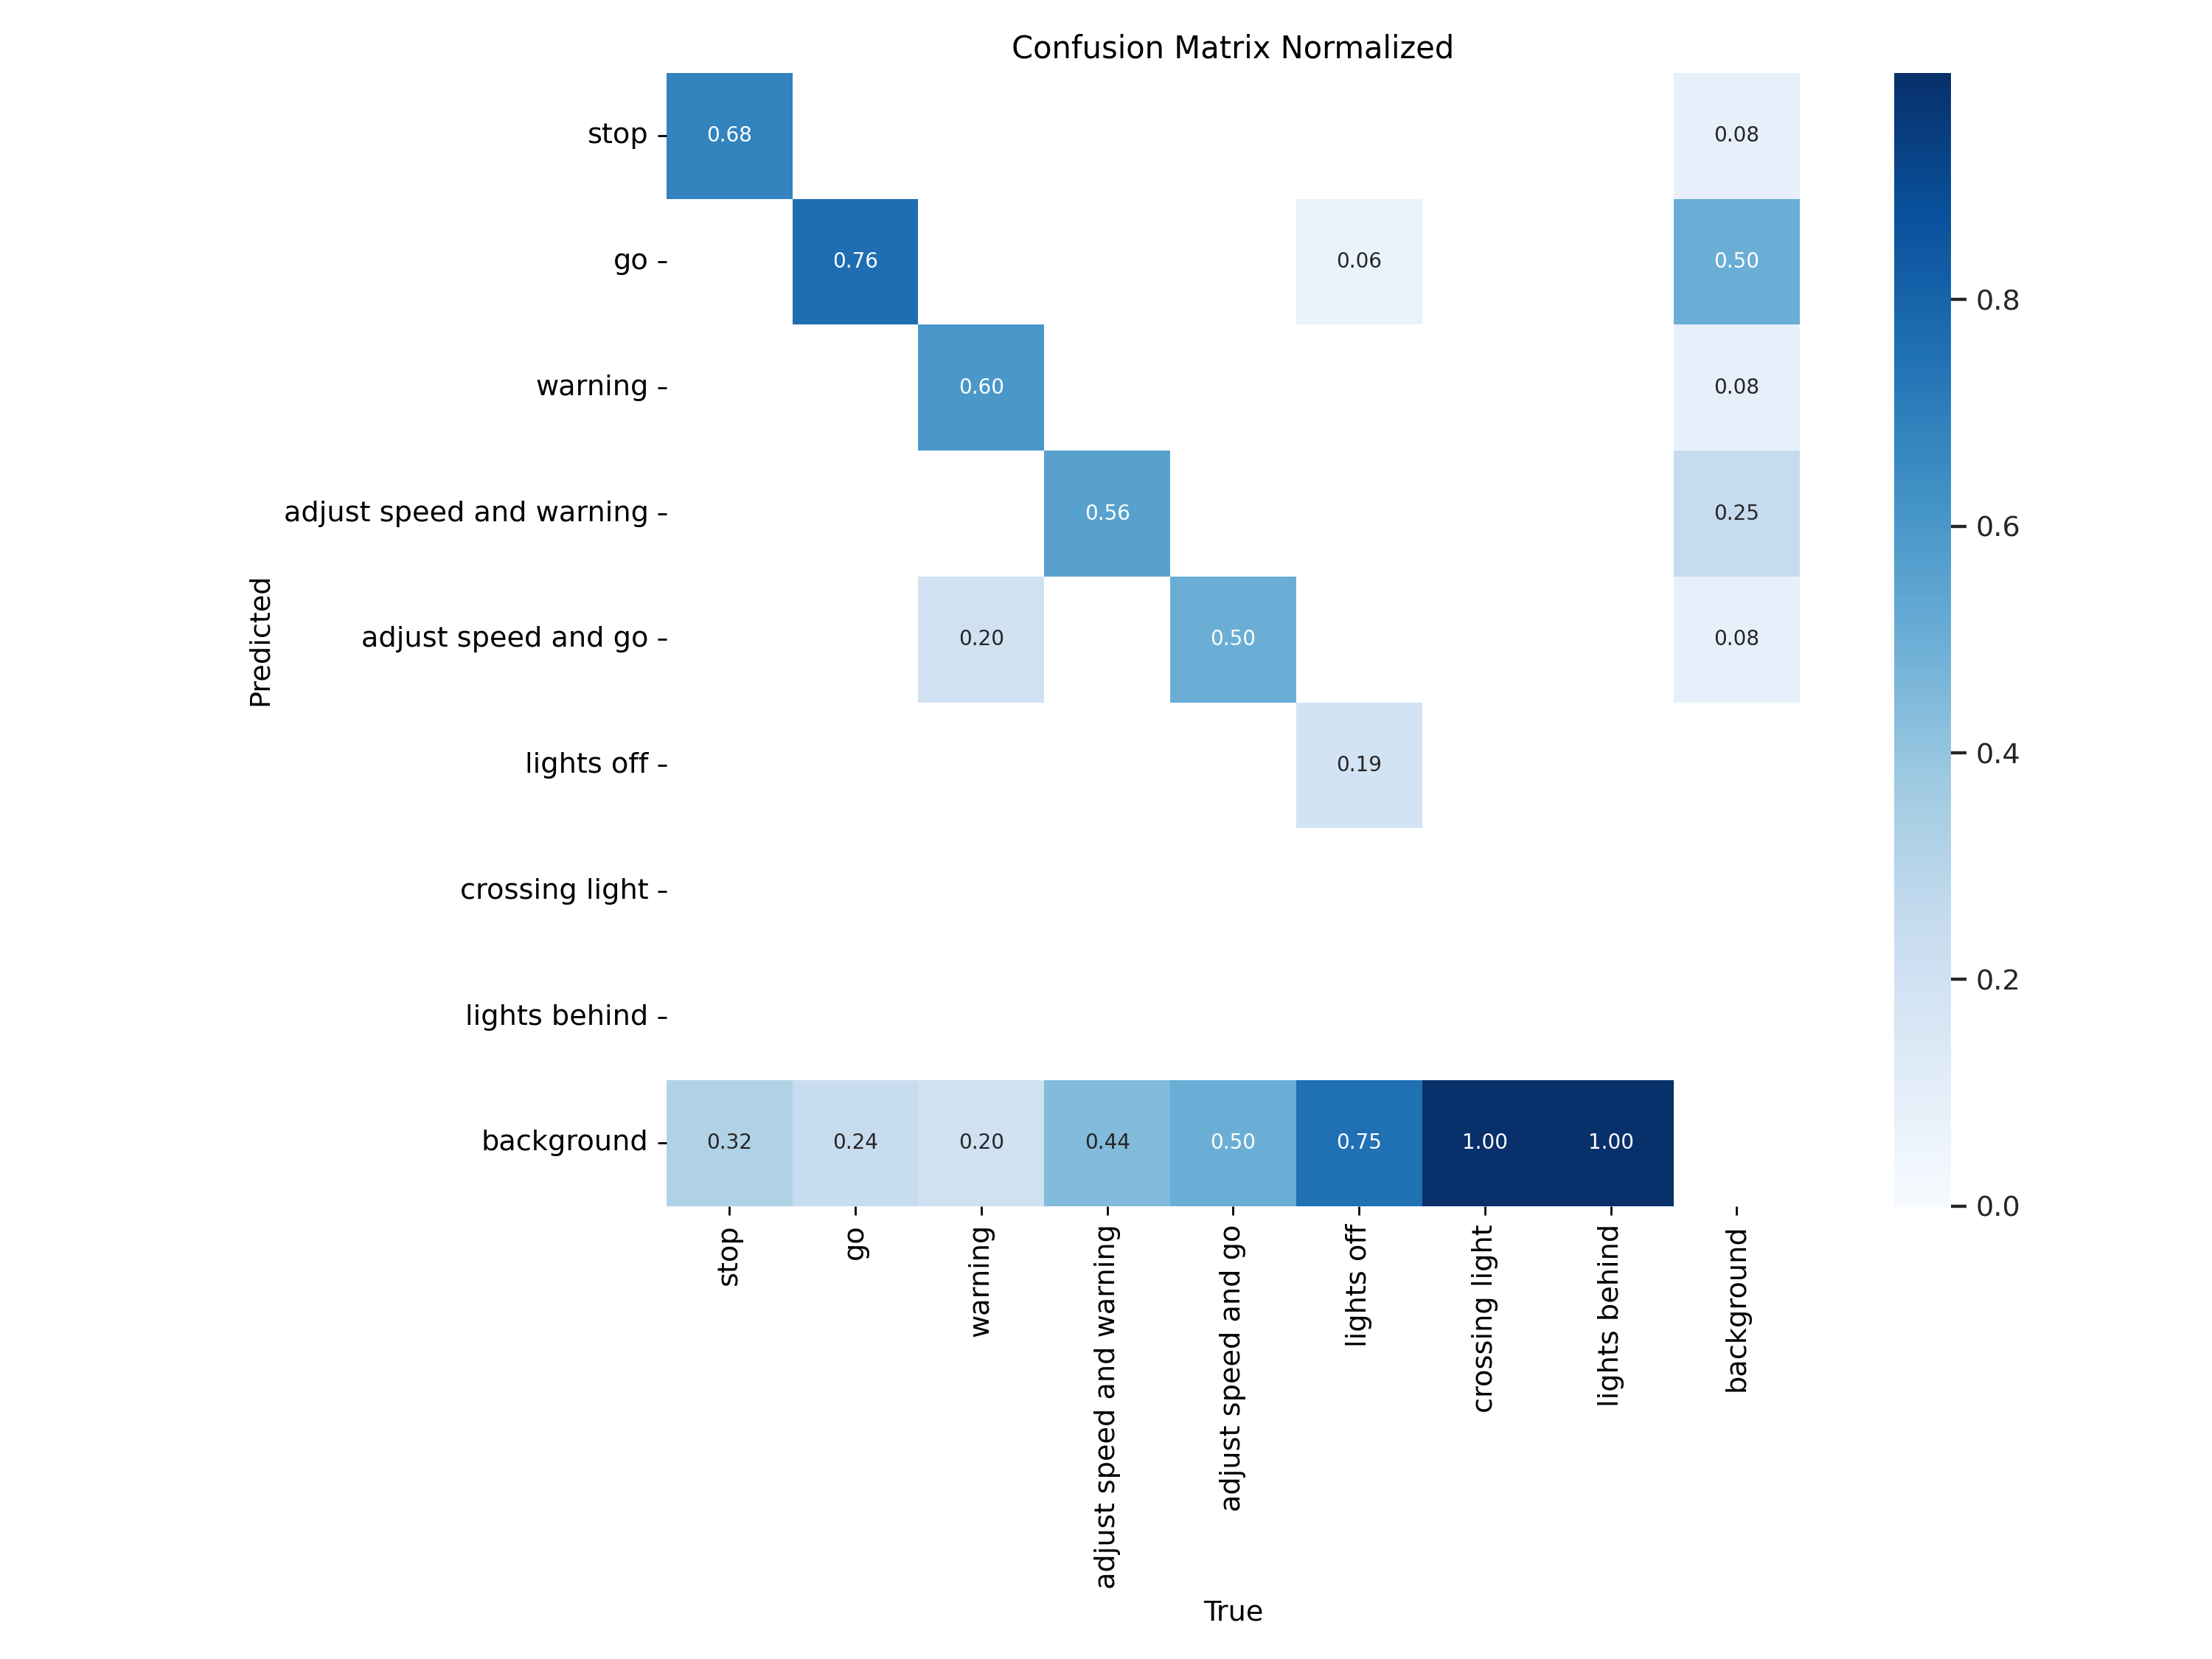 Confusion Matrix Normalized
stop
0.68
0.08
go
0.76
0.06
0.50
0.8
warning
0.60
0.08
adjust speed and warning
0.56
0.25
0.6
Predicted
adjust speed and go
0.20
0.50
0.08
lights off
0.19
0.4
crossing light
lights behind
0.2
background
0.32
0.24
0.20
0.44
0.50
0.75
1.00
1.00
0.0
stop
go
warning
adjust speed and warning
adjust speed and go
lights off
crossing light
lights behind
background
True